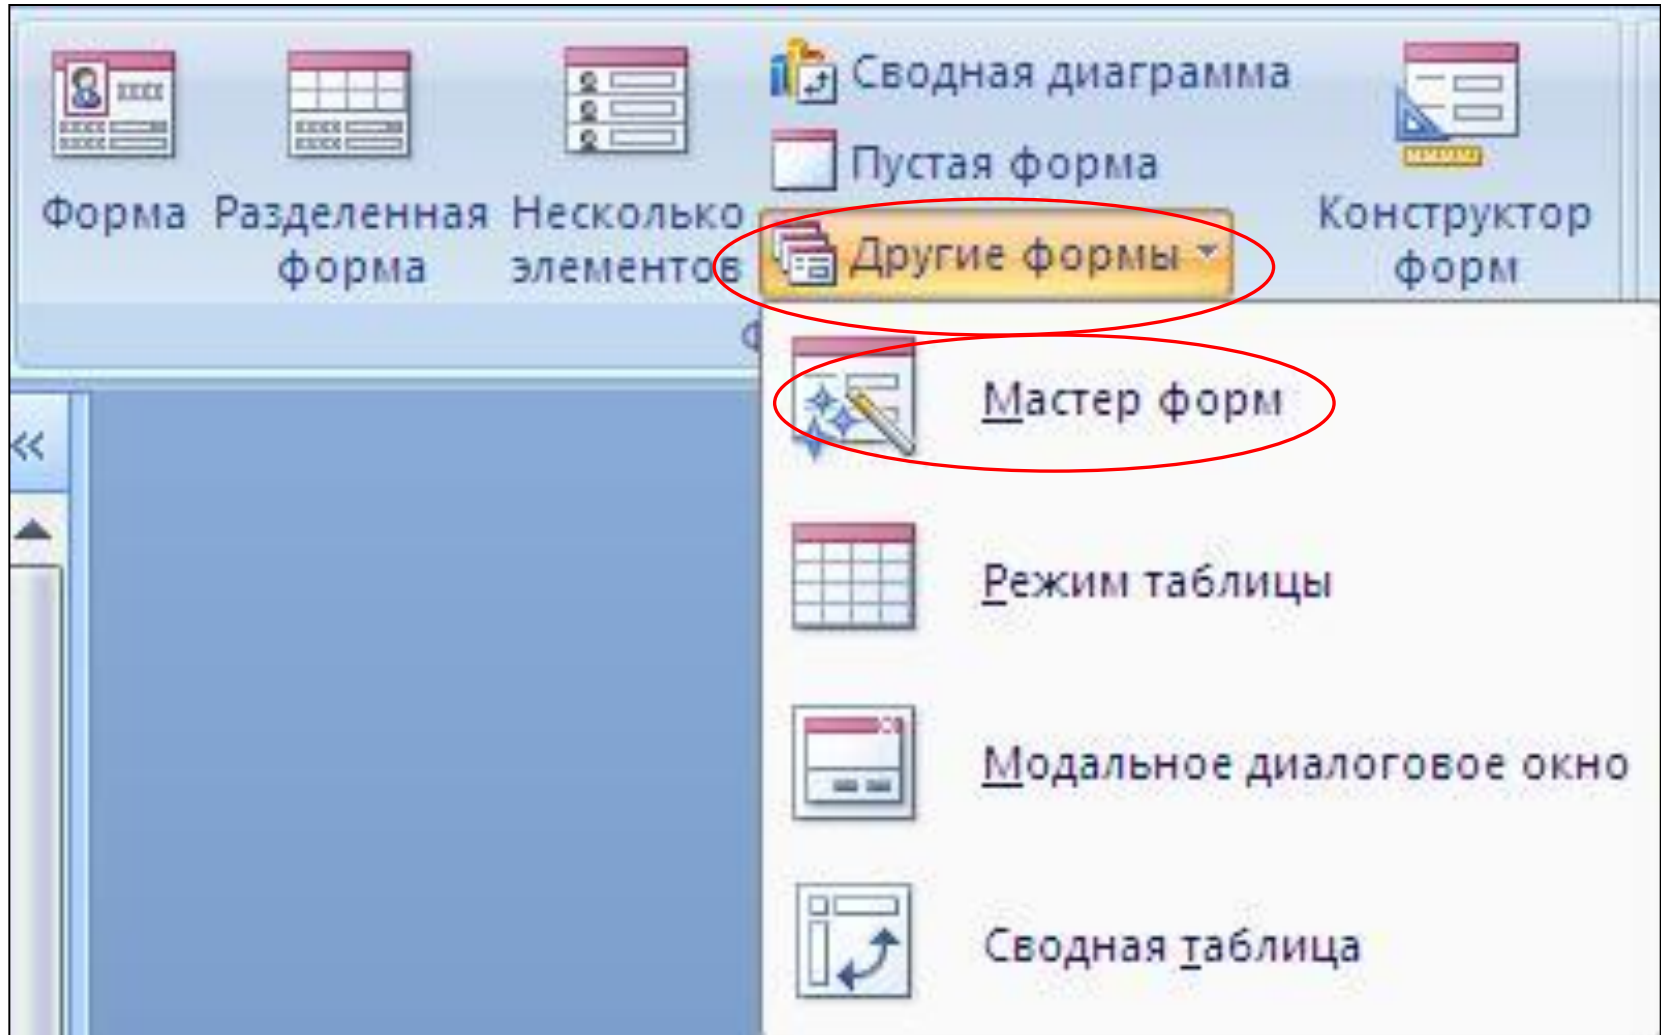 Сводная диаграмма
Пустая форма
Форма
Разделенная
форма
Несколько
элементов
Другие формы
Конструктор
форм
Мастер форм
Режим таблицы
Модальное диалоговое окно
Сводная таблица